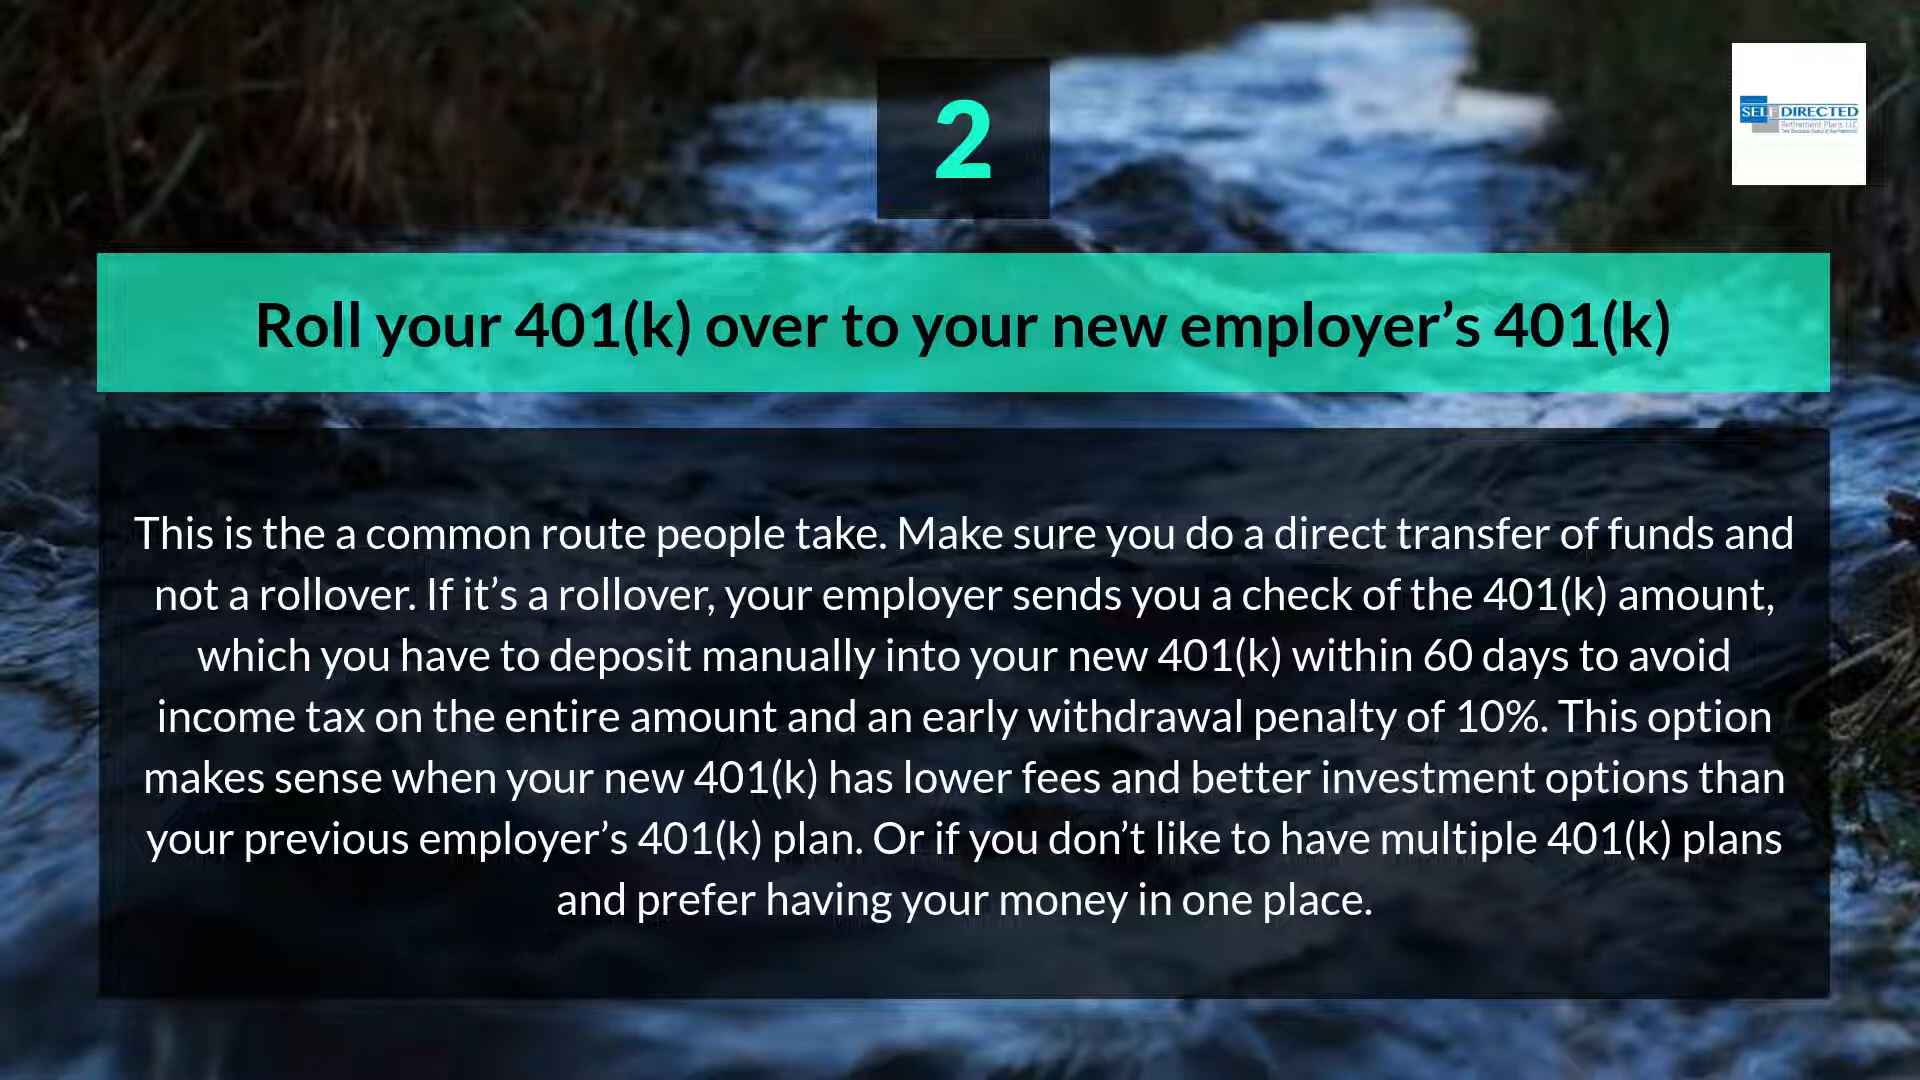 2
SELF DIRECTED
Retirement Plans LLC
Roll your 401(k) over to your new employer’s 401(k)
This is the a common route people take. Make sure you do a direct transfer of funds and
not a rollover. If it’s a rollover, your employer sends you a check of the 401(k) amount,
which you have to deposit manually into your new 401(k) within 60 days to avoid
income tax on the entire amount and an early withdrawal penalty of 10%. This option
makes sense when your new 401(k) has lower fees and better investment options than
your previous employer’s 401(k) plan. Or if you don’t like to have multiple 401(k) plans
and prefer having your money in one place.